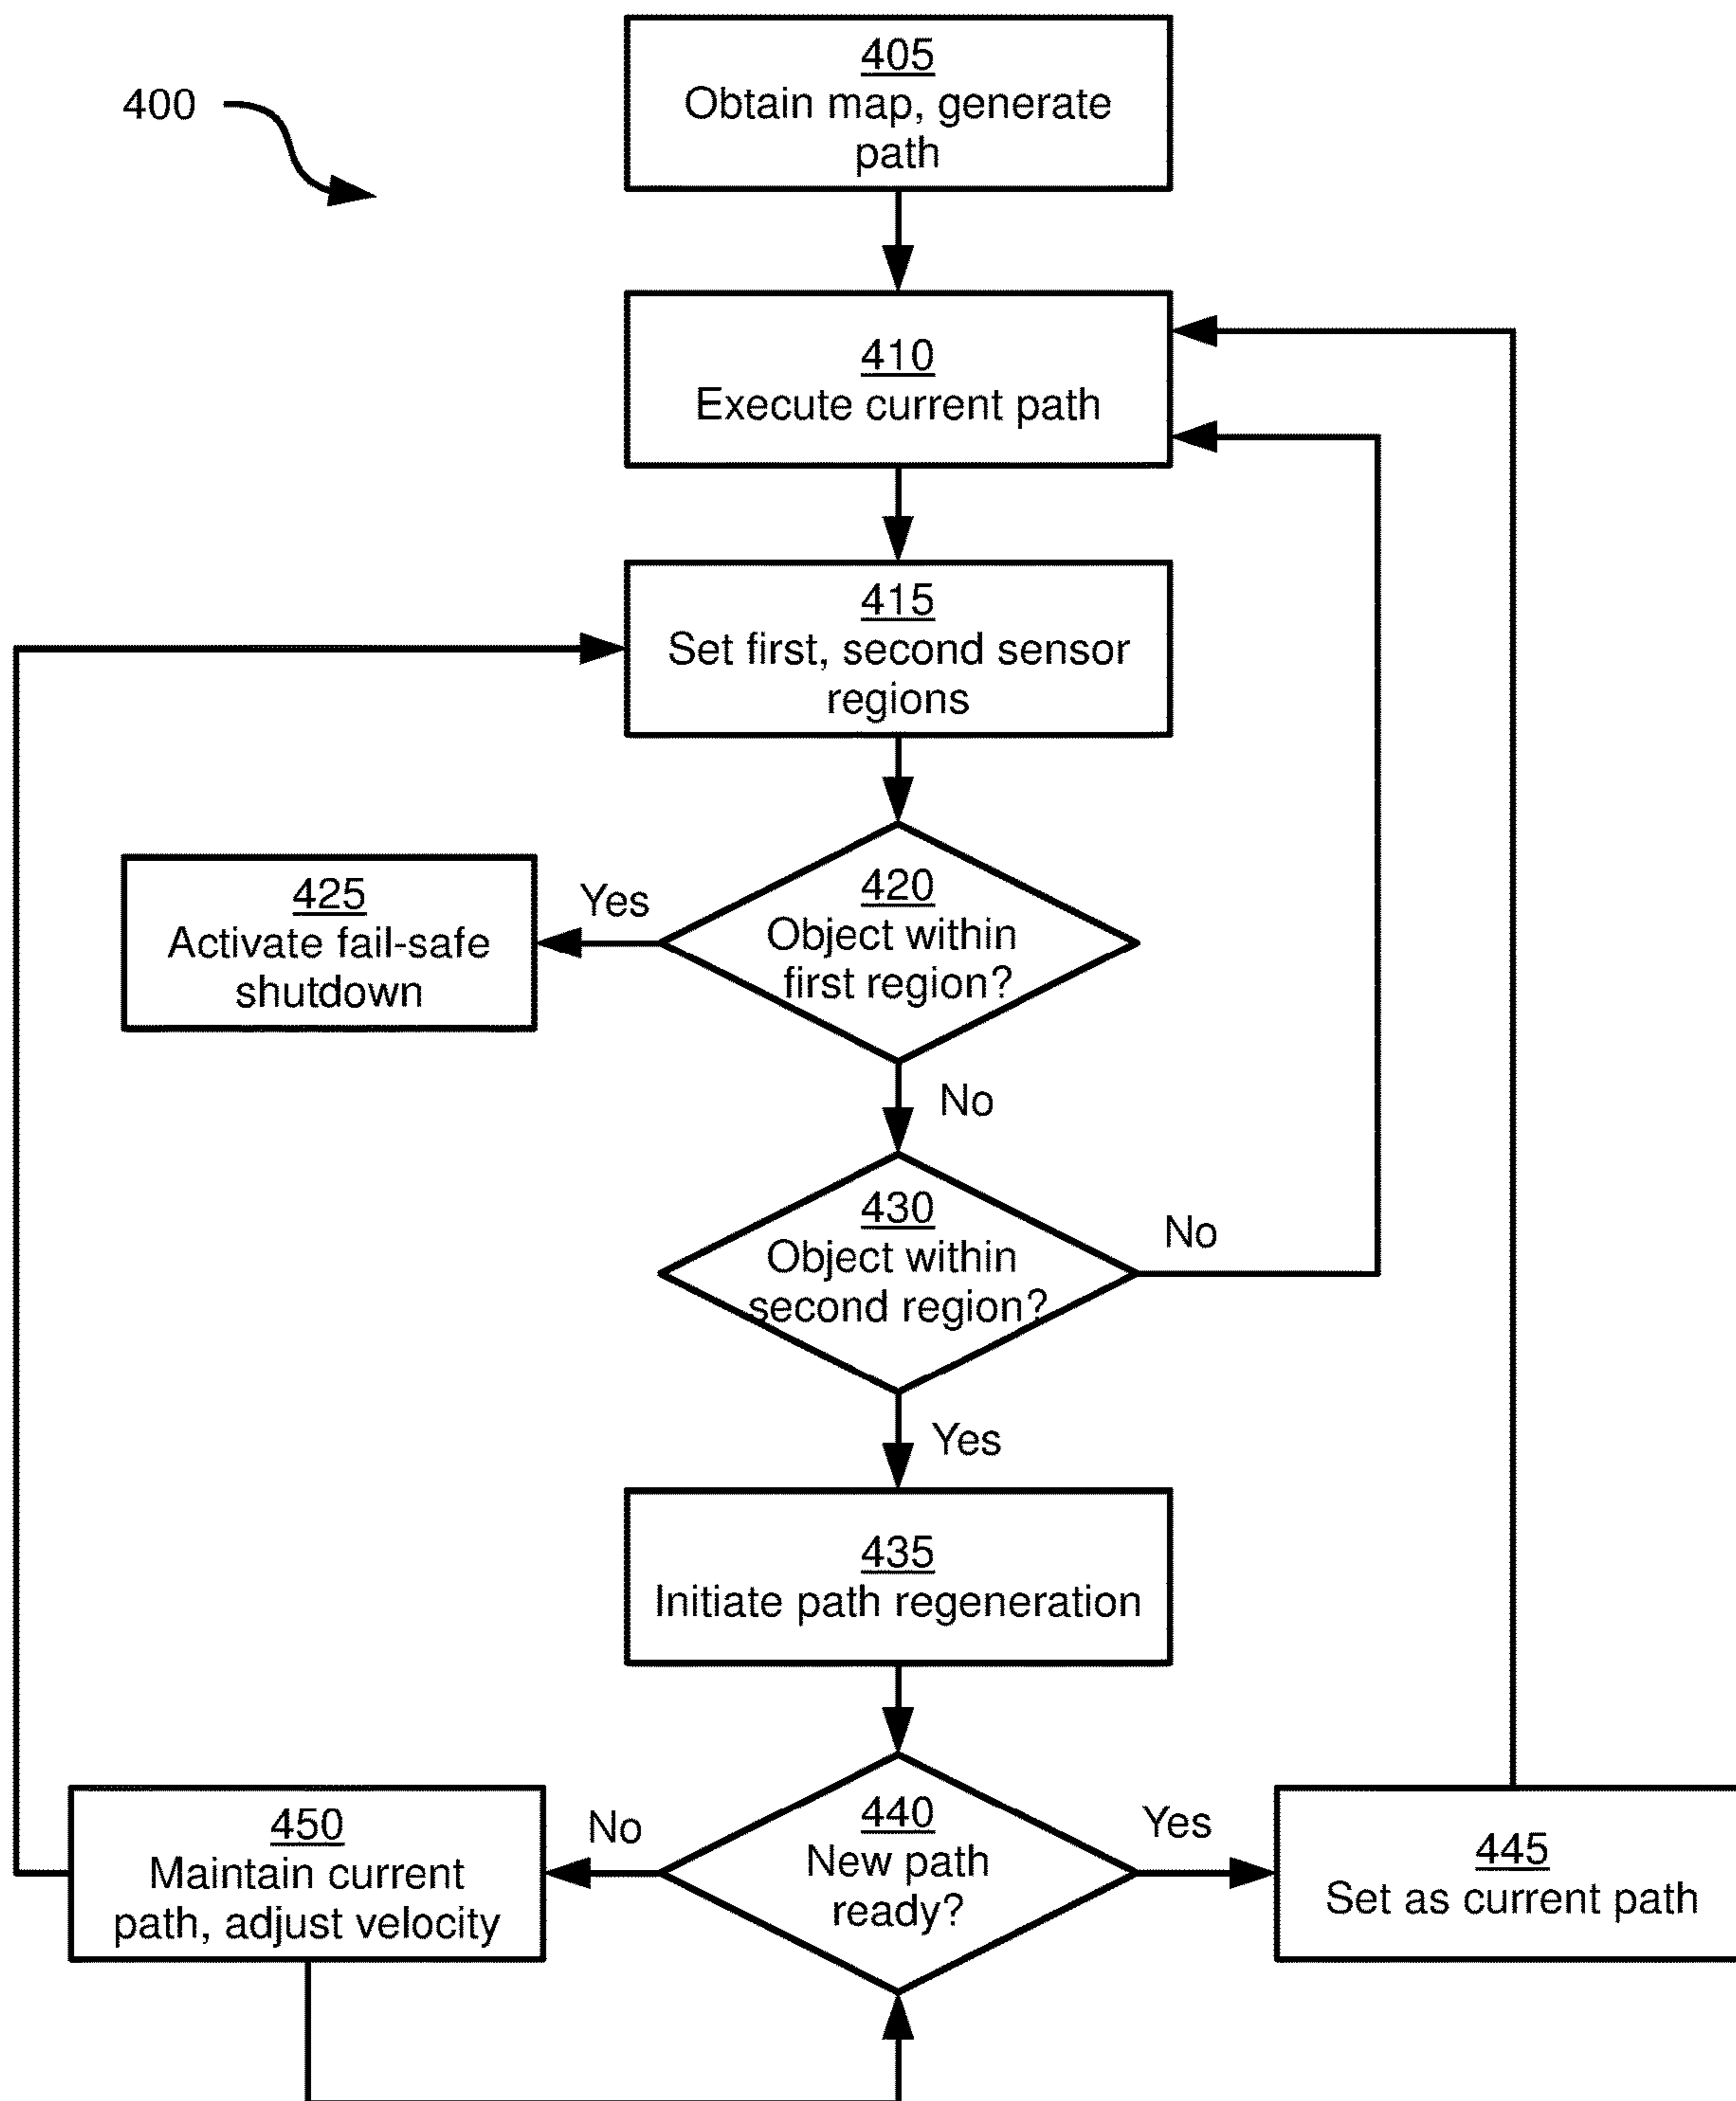 400
405
Obtain map, generate
path
410
Execute current path
415
Set first, second sensor
regions
420
Object within
first region?
Yes
425
Activate fail-safe
shutdown
No
430
Object within
second region?
No
Yes
435
Initiate path regeneration
440
New path
ready?
No
Yes
450
Maintain current
path, adjust velocity
445
Set as current path